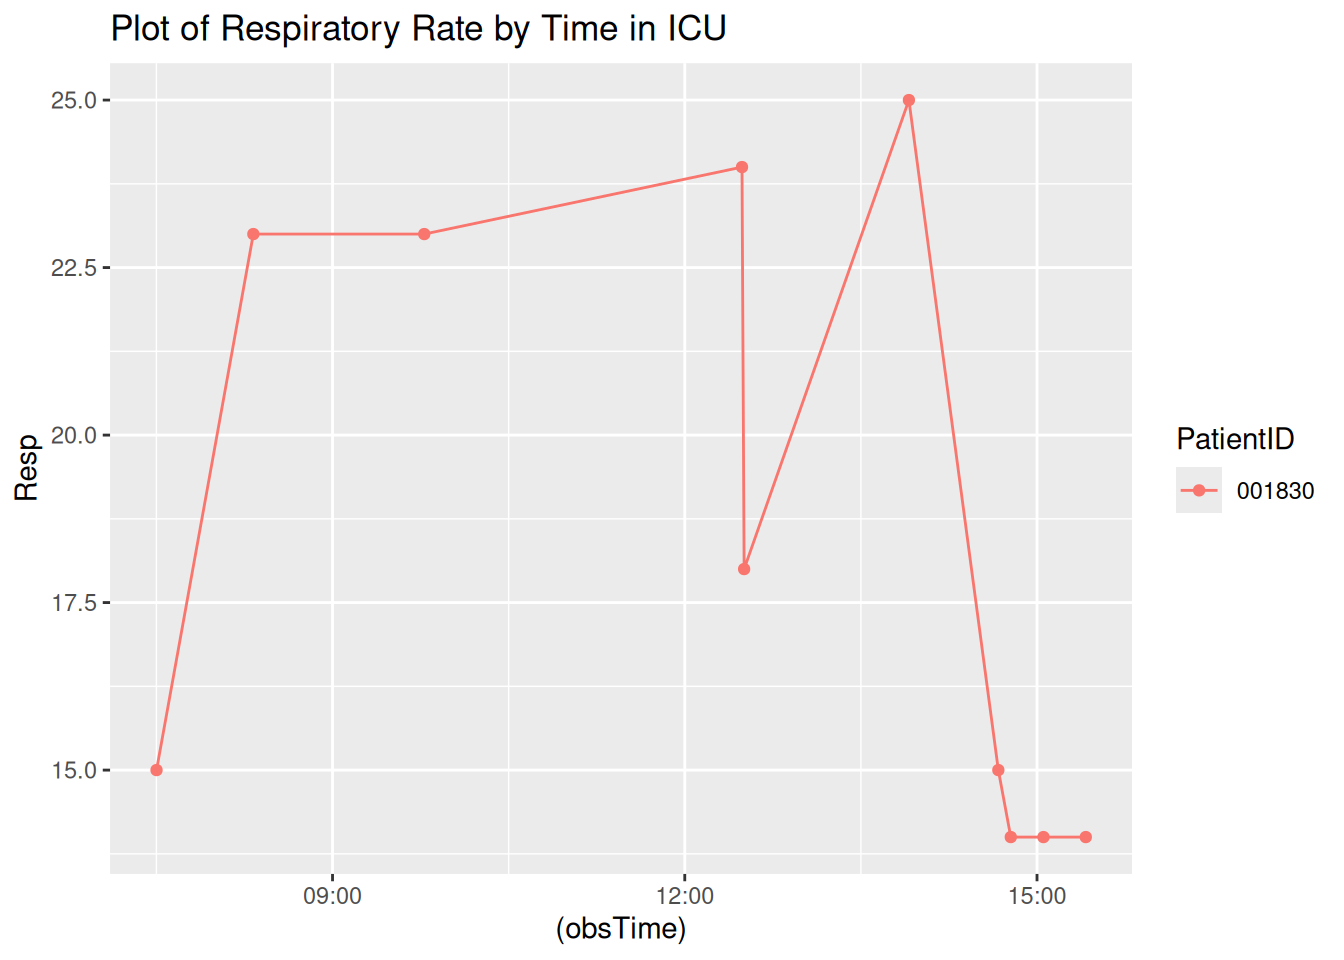 Plot of Respiratory Rate by Time in ICU
25.0
22.5
20.0
17.5
15.0
Resp
09:00
12:00
15:00
(obsTime)
PatientID
001830